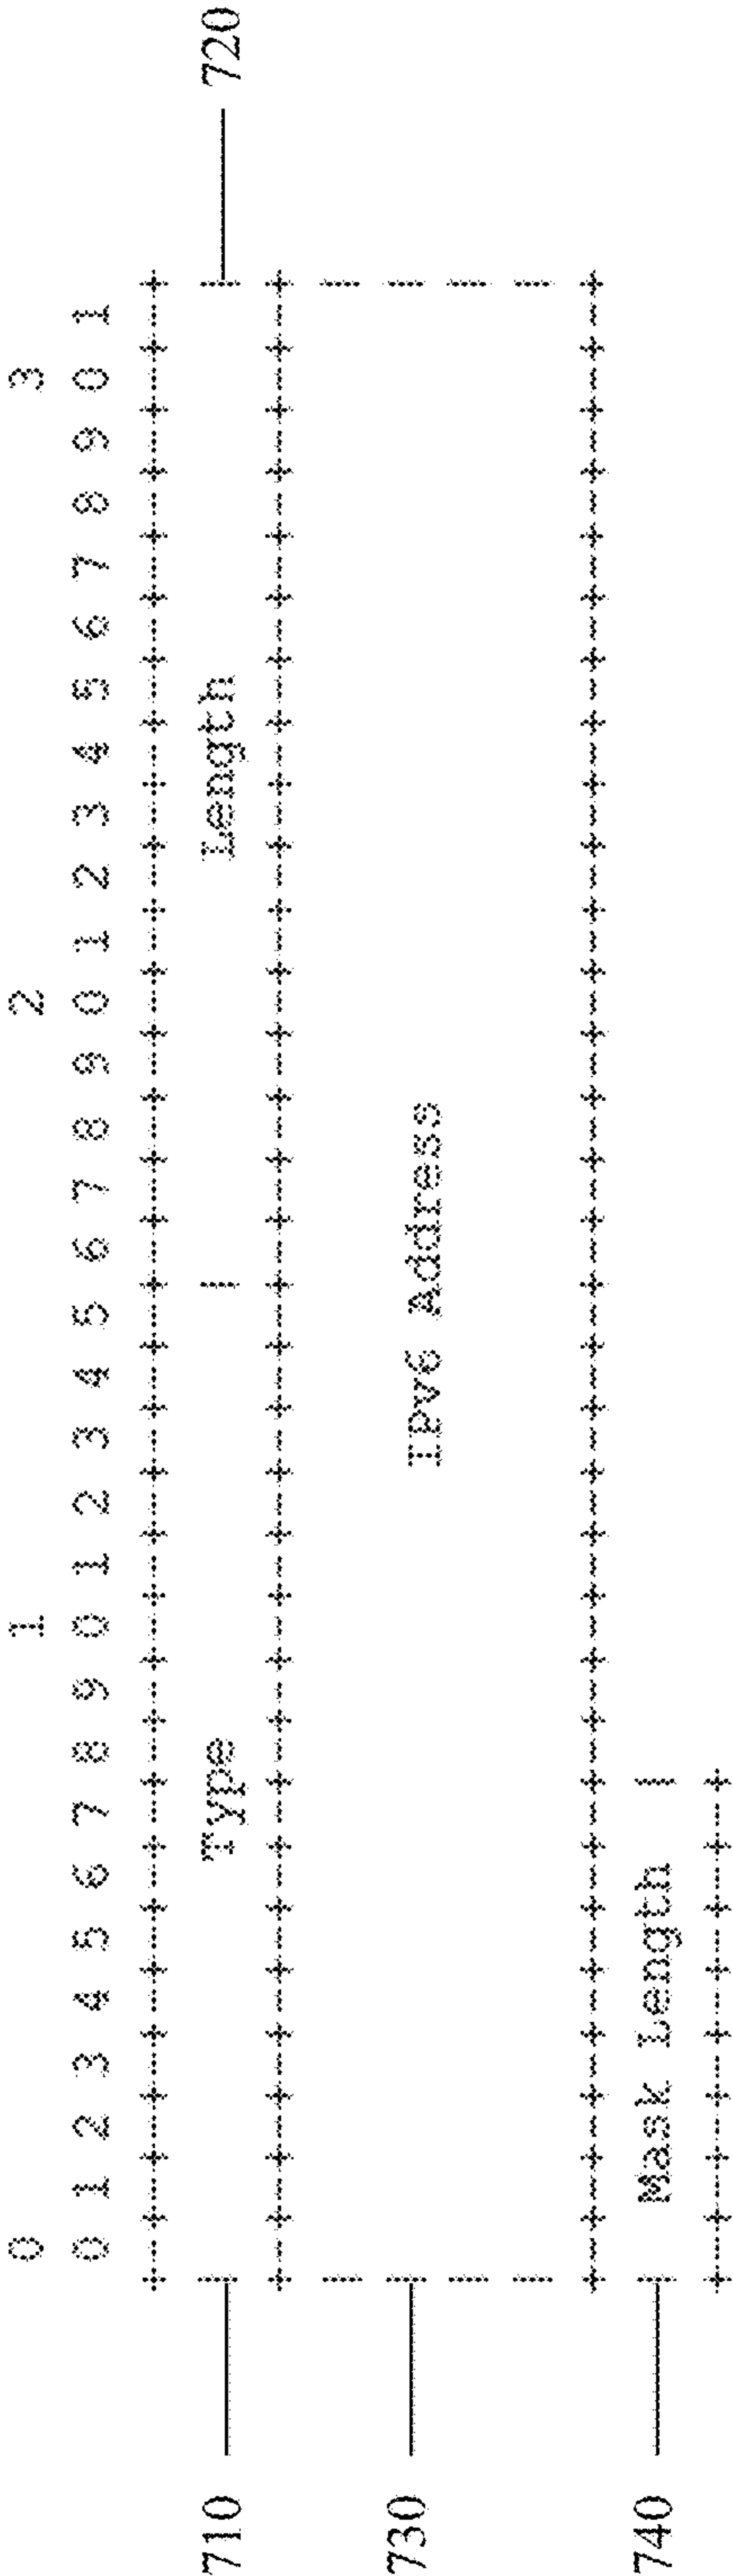 0 1 2 3
0 1 2 3 4 5 6 7 8 9 0 1 2 3 4 5 6 7 8 9 0 1 2 3 4 5 6 7 8 9 0 1
+-+-+-+-+-+-+-+-+-+-+-+-+-+-+-+-+-+-+-+-+-+-+-+-+-+-+-+-+-+-+-+-+
710 | Type | Length | 720
+-+-+-+-+-+-+-+-+-+-+-+-+-+-+-+-+-+-+-+-+-+-+-+-+-+-+-+-+-+-+-+-+
| |
730 | IPv6 Address |
| |
| |
+-+-+-+-+-+-+-+-+-+-+-+-+-+-+-+-+-+-+-+-+-+-+-+-+-+-+-+-+-+-+-+-+
740 | Mask Length |
+-+-+-+-+-+-+-+-+